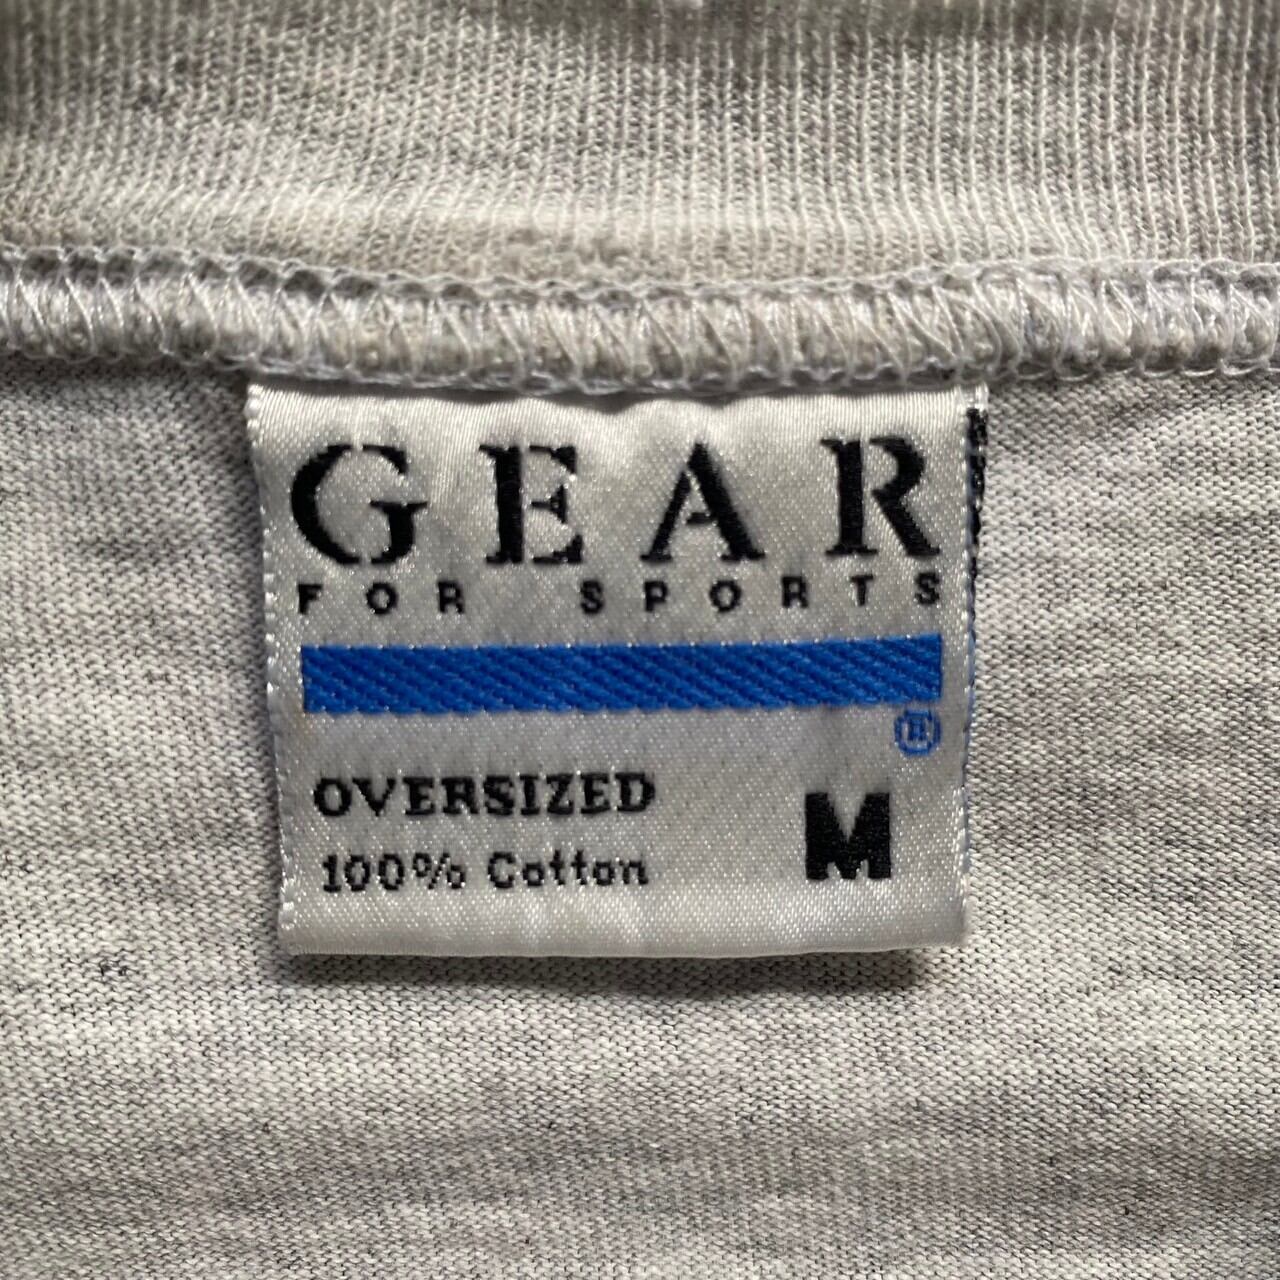 GEAR
FOR SPORTS
®
OVERSIZED
100% Cotton
M